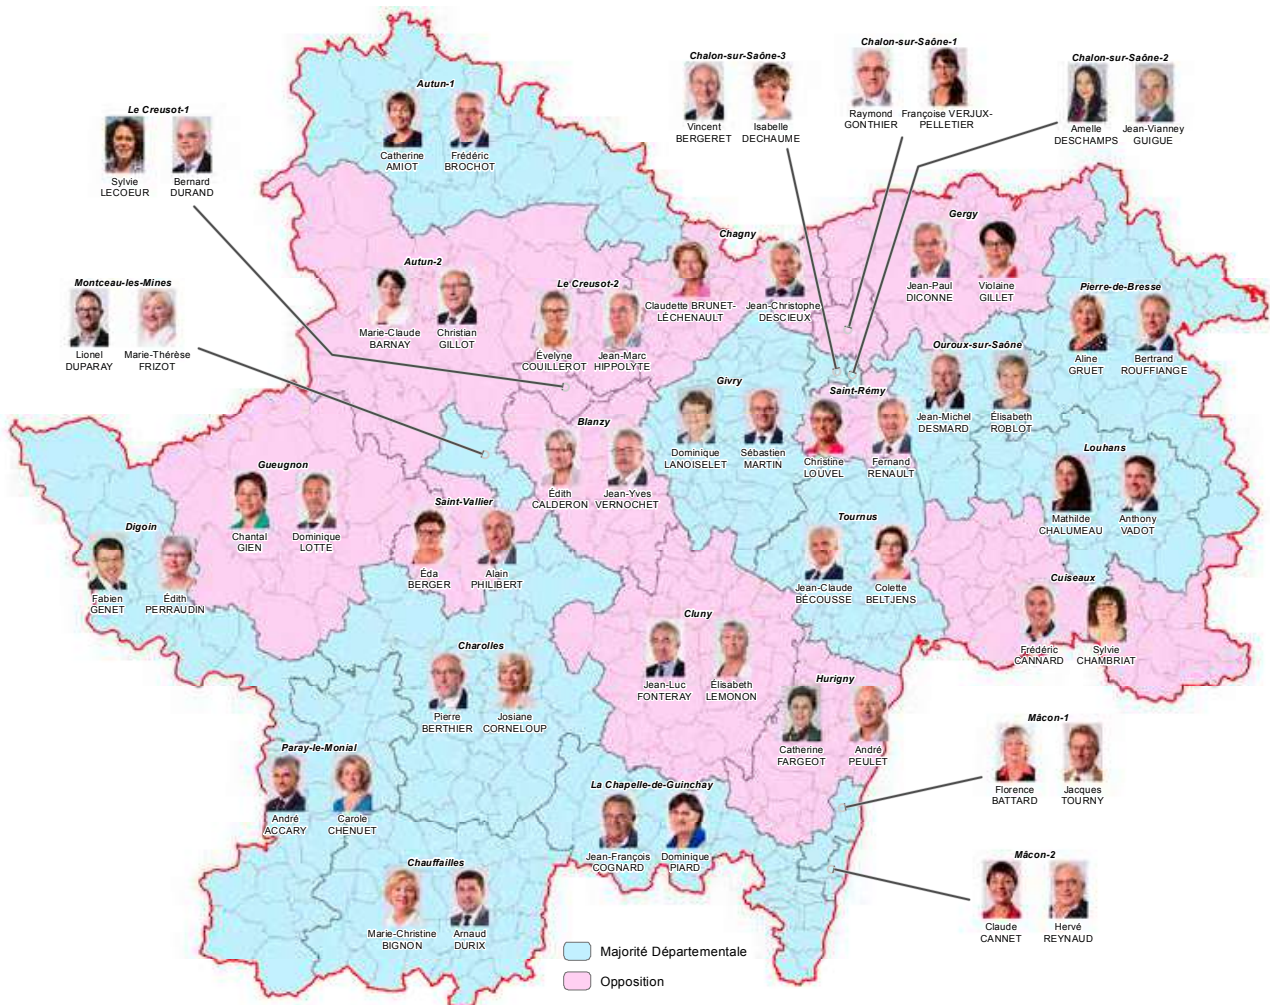 Chalon-sur-Saône-3
Vincent
BERGERET
Isabelle
DECHAUME
Chalon-sur-Saône-1
Raymond
GONTHIER
Françoise VERJUX-
PELLETIER
Chalon-sur-Saône-2
Amelle
DESCHAMPS
Jean-Vianney
GUIGUE
Le Creusot-1
Sylvie
LECOEUR
Bernard
DURAND
Autun-1
Catherine
AMIOT
Frédéric
BROCHOT
Chagny
Claudette BRUNET-
LÉCHENAULT
Jean-Christophe
DESCIEUX
Gergy
Jean-Paul
DICONNE
Violaine
GILLET
Autun-2
Marie-Claude
BARNAY
Christian
GILLOT
Le Creusot-2
Évelyne
COUILLEROT
Jean-Marc
HIPPOLYTE
Montceau-les-Mines
Lionel
DUPARAY
Marie-Thérèse
FRIZOT
Pierre-de-Bresse
Aline
GRUET
Bertrand
ROUFFIANGE
Ouroux-sur-Saône
Jean-Michel
DESMARD
Élisabeth
ROBLOT
Givry
Dominique
LANOISELET
Sébastien
MARTIN
Saint-Rémy
Christine
LOUVEL
Fernand
RENAULT
Blanzy
Édith
CALDERON
Jean-Yves
VERNOCHET
Louhans
Mathilde
CHALUMEAU
Anthony
VADOT
Gueugnon
Chantal
GIEN
Dominique
LOTTE
Saint-Vallier
Éda
BERGER
Alain
PHILIBERT
Digoin
Fabien
GENET
Édith
PERRAUDIN
Tournus
Jean-Claude
BÉCOUSSE
Colette
BELTJENS
Cuiseaux
Frédéric
CANNARD
Sylvie
CHAMBRIAT
Cluny
Jean-Luc
FONTERAY
Élisabeth
LEMONON
Charolles
Pierre
BERTHIER
Josiane
CORNELOUP
Hurigny
Catherine
FARGEOT
André
PEULET
Mâcon-1
Florence
BATTARD
Jacques
TOURNY
Paray-le-Monial
André
ACCARY
Carole
CHENUET
La Chapelle-de-Guinchay
Jean-François
COGNARD
Dominique
PIARD
Chauffailles
Marie-Christine
BIGNON
Arnaud
DURIX
Mâcon-2
Claude
CANNET
Hervé
REYNAUD
Majorité Départementale
Opposition